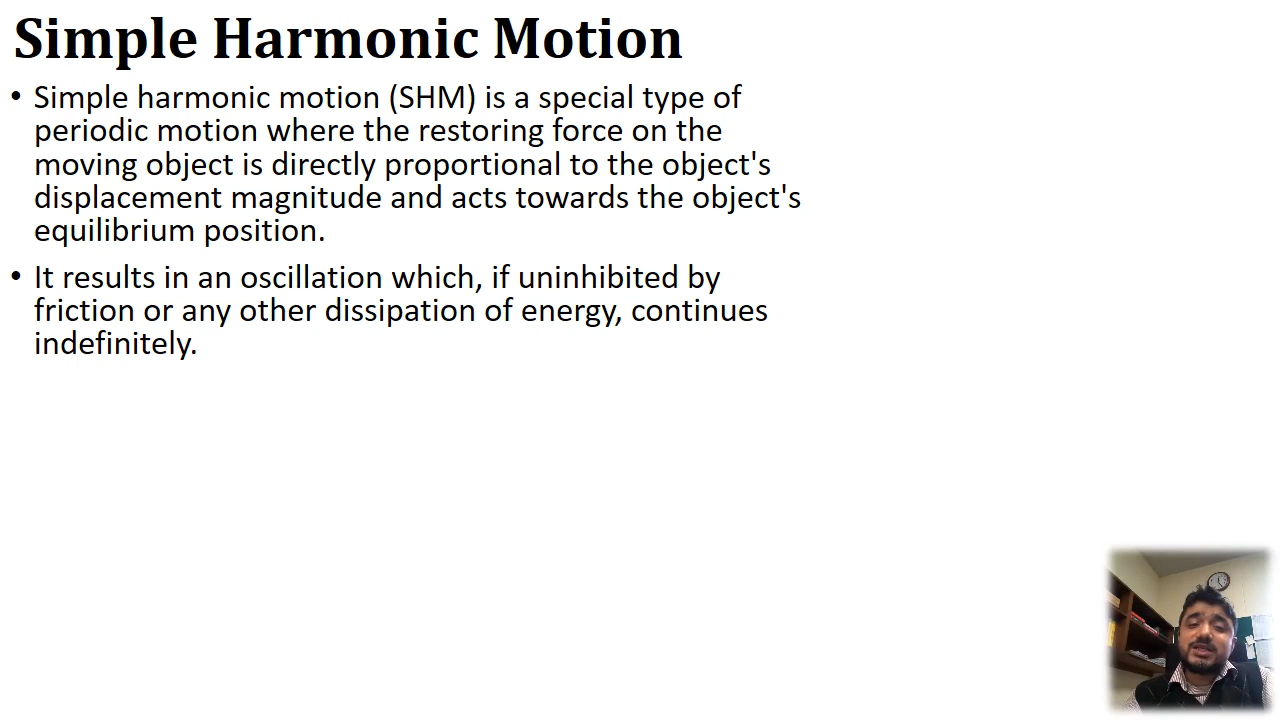 Simple Harmonic Motion
• Simple harmonic motion (SHM) is a special type of
periodic motion where the restoring force on the
moving object is directly proportional to the object's
displacement magnitude and acts towards the object's
equilibrium position.
• It results in an oscillation which, if uninhibited by
friction or any other dissipation of energy, continues
indefinitely.